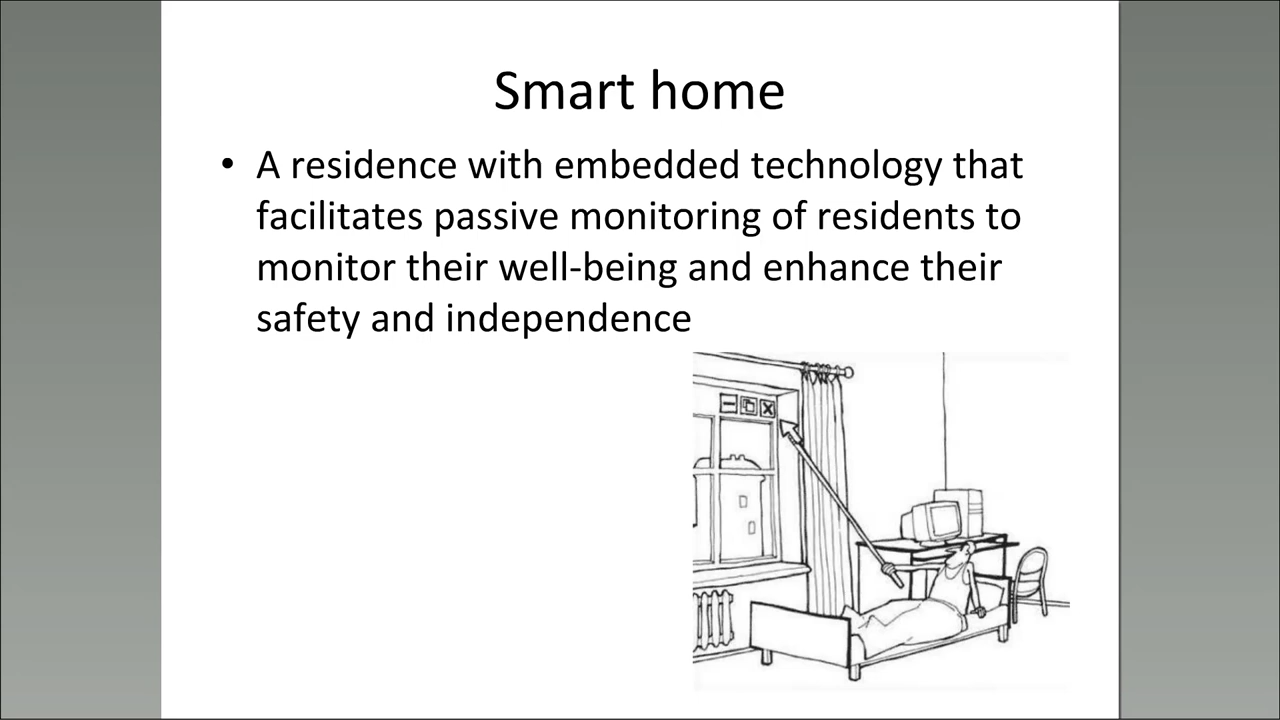 Smart home
• A residence with embedded technology that
facilitates passive monitoring of residents to
monitor their well-being and enhance their
safety and independence